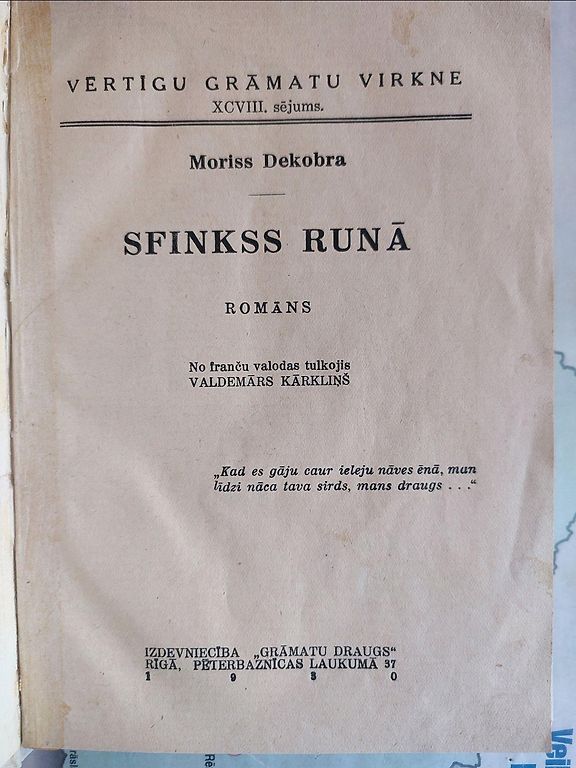 VĒRTĪGU GRĀMATU VIRKNE
XCVIII. sējums.
Moriss Dekobra
SFINKSS RUNĀ
ROMĀNS
No franču valodas tulkojis
VALDEMĀRS KĀRKLIŅŠ
„Kad es gāju caur ieleju nāves ēnā, man
līdzi nāca tava sirds, mans draugs . . .“
IZDEVNIECĪBA „GRĀMATU DRAUGS“
RĪGĀ, PĒTERBAZNĪCAS LAUKUMĀ 37
1 9 3 0